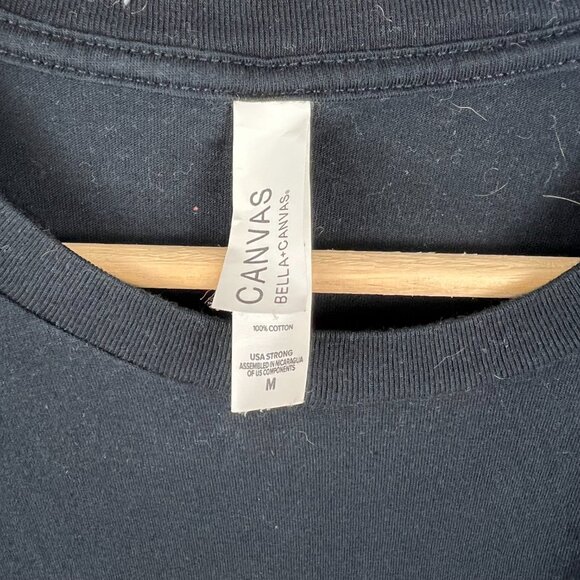 CANVAS
BELLA+CANVAS®
100% COTTON
USA STRONG
ASSEMBLED IN NICARAGUA
OF US COMPONENTS
M